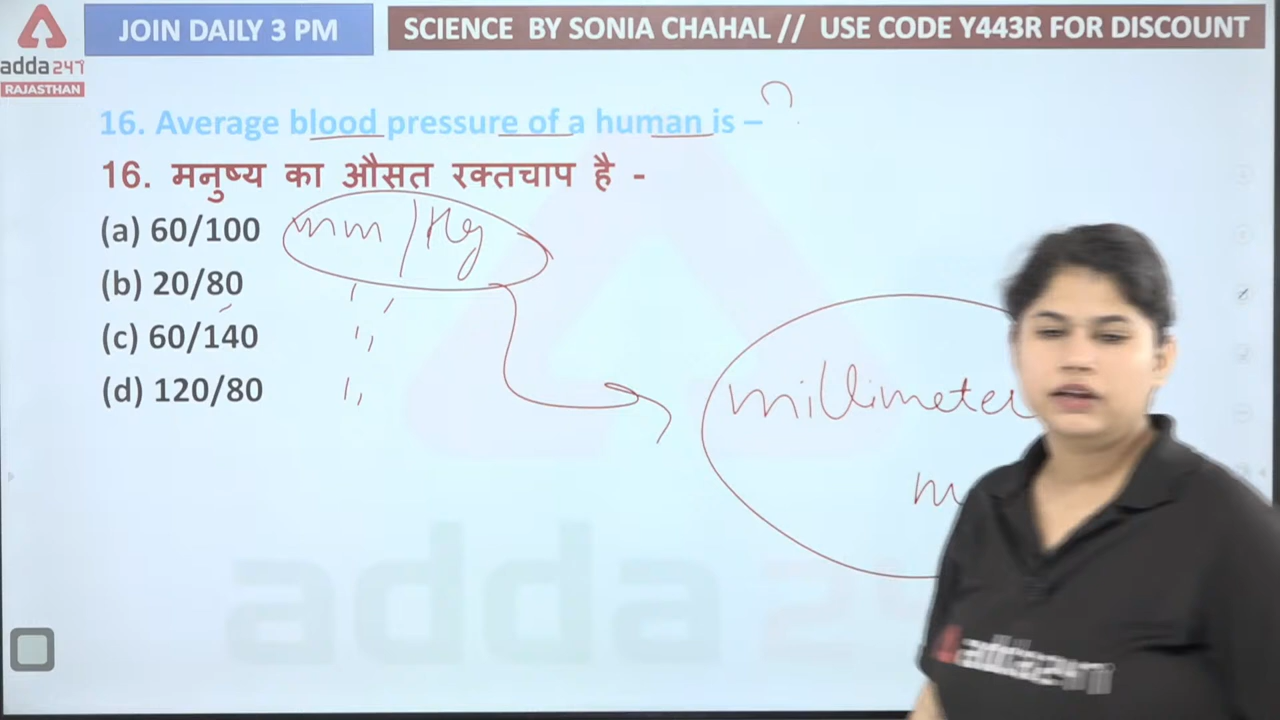 JOIN DAILY 3 PM
SCIENCE BY SONIA CHAHAL // USE CODE Y443R FOR DISCOUNT
adda247
RAJASTHAN
16. Average blood pressure of a human is – ?
16. मनुष्य का औसत रक्तचाप है -
(a) 60/100 mm/Hg
(b) 20/80 ,,
(c) 60/140 ,,
(d) 120/80 ,,
millimeter
m
adda24
adda247